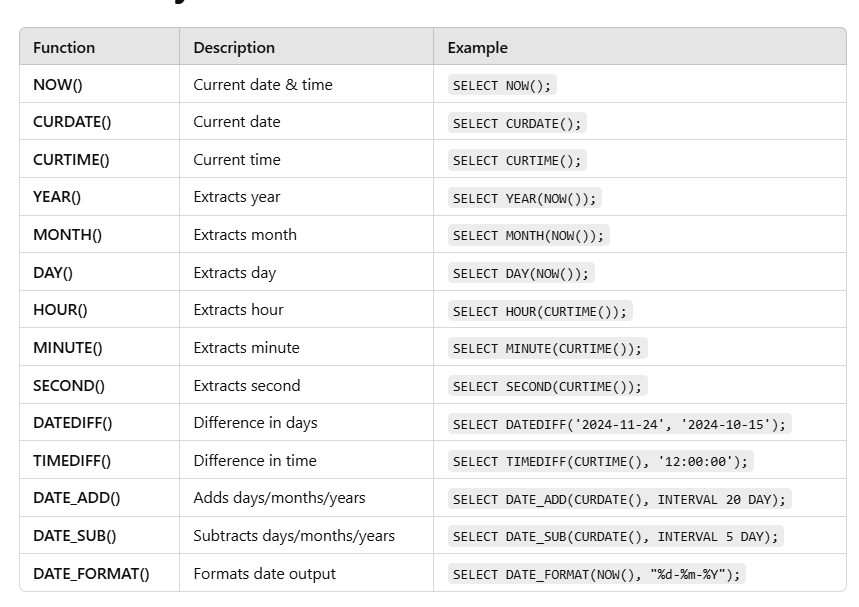 Function Description Example
NOW() Current date & time SELECT NOW();
CURDATE() Current date SELECT CURDATE();
CURTIME() Current time SELECT CURTIME();
YEAR() Extracts year SELECT YEAR(NOW());
MONTH() Extracts month SELECT MONTH(NOW());
DAY() Extracts day SELECT DAY(NOW());
HOUR() Extracts hour SELECT HOUR(CURTIME());
MINUTE() Extracts minute SELECT MINUTE(CURTIME());
SECOND() Extracts second SELECT SECOND(CURTIME());
DATEDIFF() Difference in days SELECT DATEDIFF('2024-11-24', '2024-10-15');
TIMEDIFF() Difference in time SELECT TIMEDIFF(CURTIME(), '12:00:00');
DATE_ADD() Adds days/months/years SELECT DATE_ADD(CURDATE(), INTERVAL 20 DAY);
DATE_SUB() Subtracts days/months/years SELECT DATE_SUB(CURDATE(), INTERVAL 5 DAY);
DATE_FORMAT() Formats date output SELECT DATE_FORMAT(NOW(), "%d-%m-%Y");